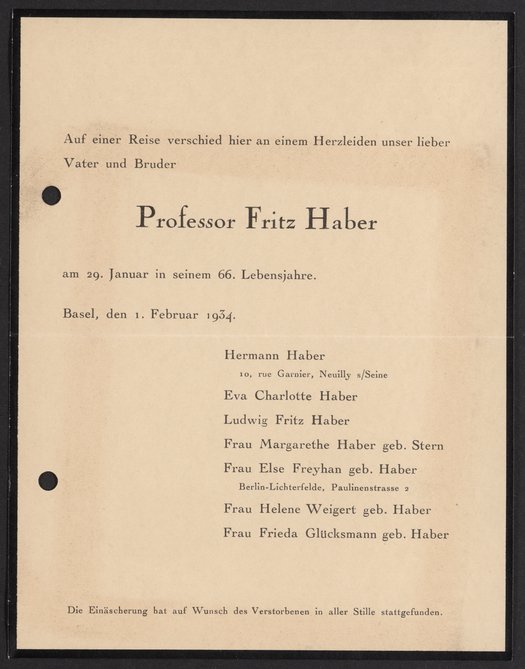 Auf einer Reise verschied hier an einem Herzleiden unser lieber
Vater und Bruder
Professor Fritz Haber
am 29. Januar in seinem 66. Lebensjahre.
Basel, den 1. Februar 1934.
Hermann Haber
10, rue Garnier, Neuilly s/Seine
Eva Charlotte Haber
Ludwig Fritz Haber
Frau Margarethe Haber geb. Stern
Frau Else Freyhan geb. Haber
Berlin-Lichterfelde, Paulinenstrasse 2
Frau Helene Weigert geb. Haber
Frau Frieda Glücksmann geb. Haber
Die Einäscherung hat auf Wunsch des Verstorbenen in aller Stille stattgefunden.